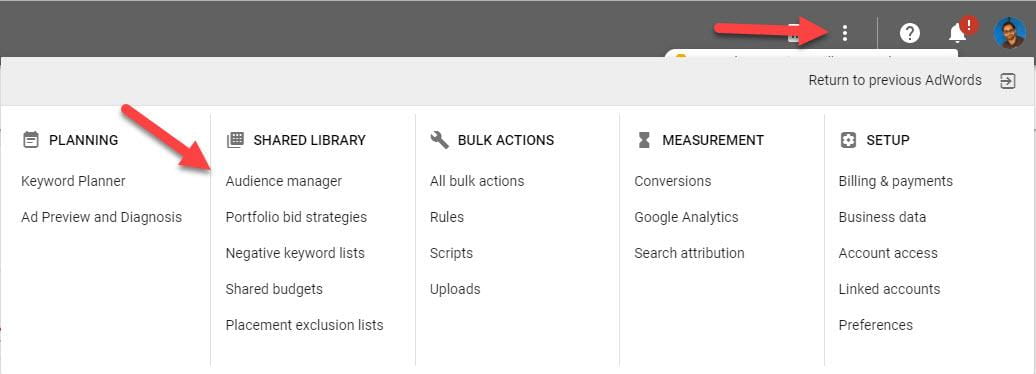 Return to previous AdWords
PLANNING
Keyword Planner
Ad Preview and Diagnosis
SHARED LIBRARY
Audience manager
Portfolio bid strategies
Negative keyword lists
Shared budgets
Placement exclusion lists
BULK ACTIONS
All bulk actions
Rules
Scripts
Uploads
MEASUREMENT
Conversions
Google Analytics
Search attribution
SETUP
Billing & payments
Business data
Account access
Linked accounts
Preferences